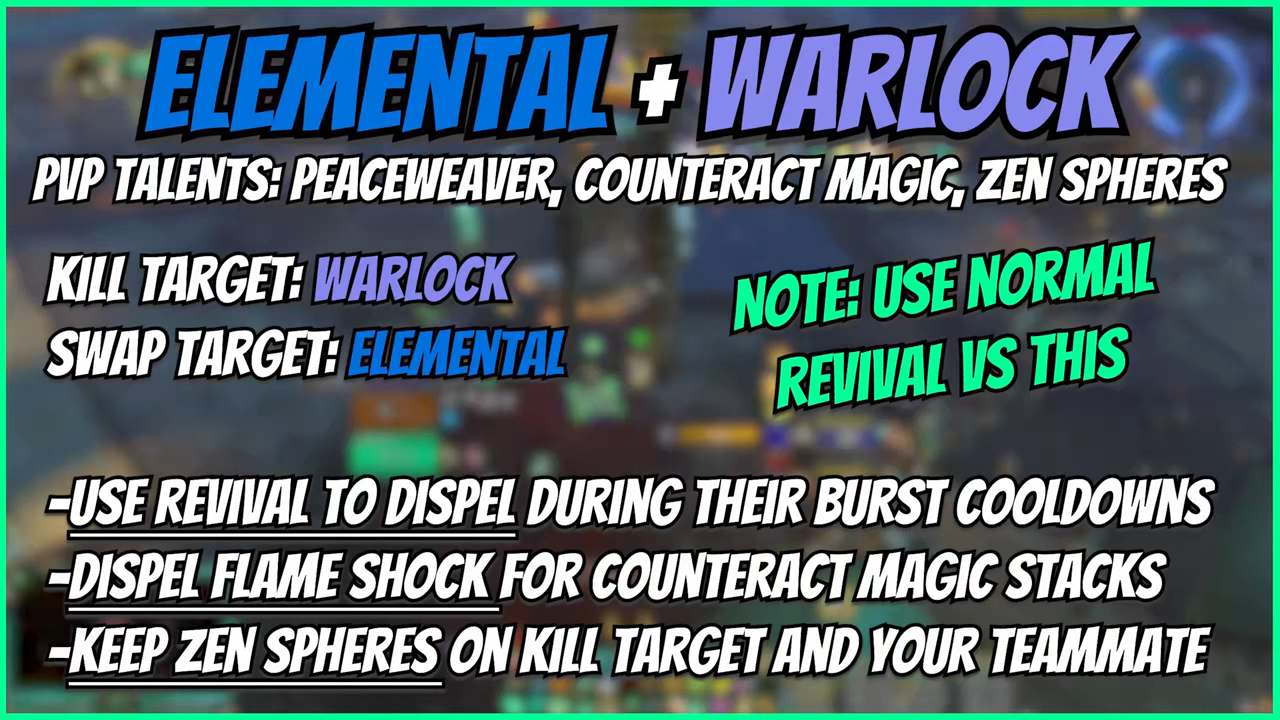 ELEMENTAL + WARLOCK
PVP TALENTS: PEACEWEAVER, COUNTERACT MAGIC, ZEN SPHERES
KILL TARGET: WARLOCK
SWAP TARGET: ELEMENTAL
NOTE: USE NORMAL
REVIVAL VS THIS
-USE REVIVAL TO DISPEL DURING THEIR BURST COOLDOWNS
-DISPEL FLAME SHOCK FOR COUNTERACT MAGIC STACKS
-KEEP ZEN SPHERES ON KILL TARGET AND YOUR TEAMMATE